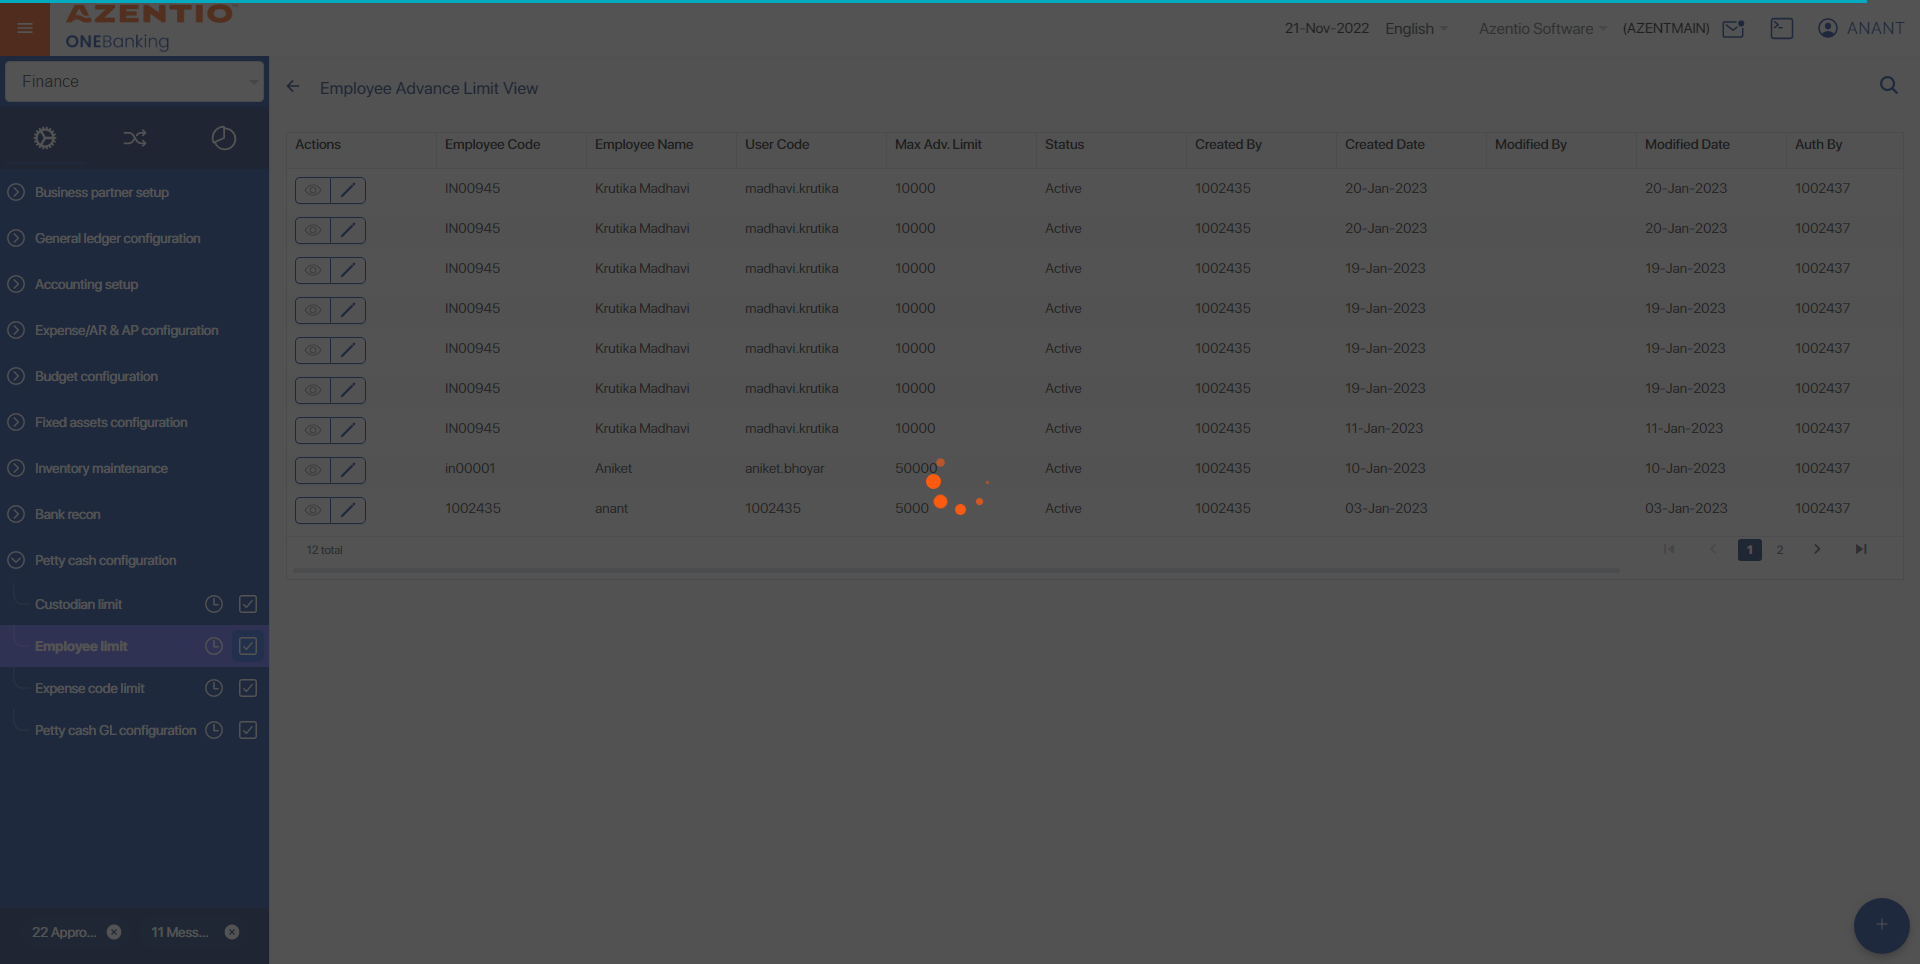 AZENTIO
ONEBanking
21-Nov-2022 English Azentio Software (AZENTMAIN) ANANT
Finance
Employee Advance Limit View
Business partner setup
General ledger configuration
Accounting setup
Expense/AR & AP configuration
Budget configuration
Fixed assets configuration
Inventory maintenance
Bank recon
Petty cash configuration
Custodian limit
Employee limit
Expense code limit
Petty cash GL configuration
22 Appro...
11 Mess...
Actions Employee Code Employee Name User Code Max Adv. Limit Status Created By Created Date Modified By Modified Date Auth By
IN00945 Krutika Madhavi madhavi.krutika 10000 Active 1002435 20-Jan-2023 20-Jan-2023 1002437
IN00945 Krutika Madhavi madhavi.krutika 10000 Active 1002435 20-Jan-2023 20-Jan-2023 1002437
IN00945 Krutika Madhavi madhavi.krutika 10000 Active 1002435 19-Jan-2023 19-Jan-2023 1002437
IN00945 Krutika Madhavi madhavi.krutika 10000 Active 1002435 19-Jan-2023 19-Jan-2023 1002437
IN00945 Krutika Madhavi madhavi.krutika 10000 Active 1002435 19-Jan-2023 19-Jan-2023 1002437
IN00945 Krutika Madhavi madhavi.krutika 10000 Active 1002435 19-Jan-2023 19-Jan-2023 1002437
IN00945 Krutika Madhavi madhavi.krutika 10000 Active 1002435 11-Jan-2023 11-Jan-2023 1002437
in00001 Aniket aniket.bhoyar 50000 Active 1002435 10-Jan-2023 10-Jan-2023 1002437
1002435 anant 1002435 5000 Active 1002435 03-Jan-2023 03-Jan-2023 1002437
12 total
1 2